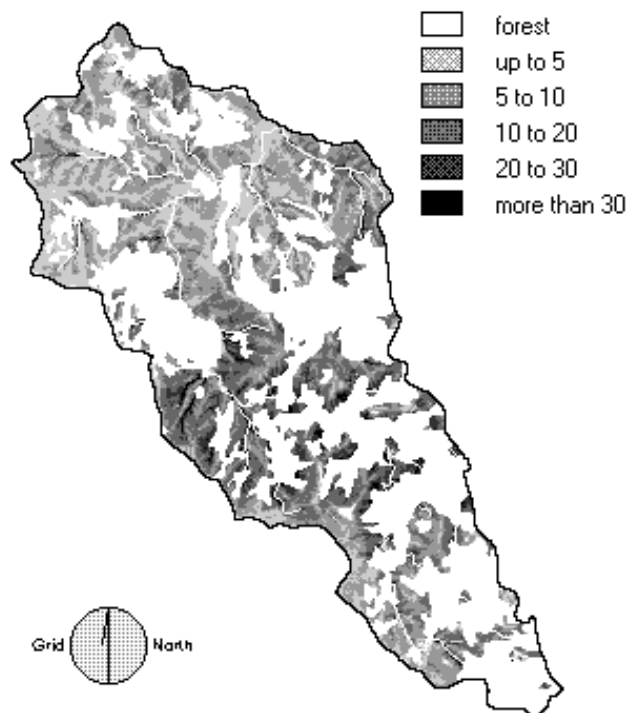 forest
up to 5
5 to 10
10 to 20
20 to 30
more than 30
Grid North